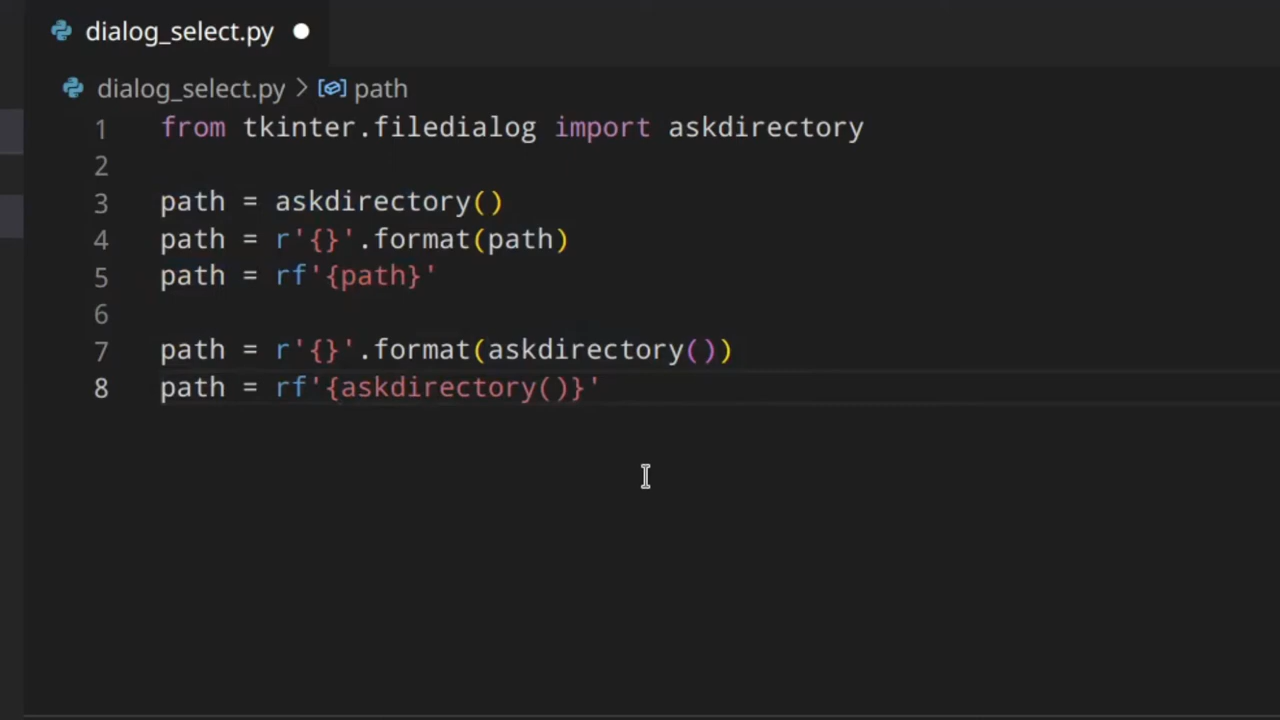 dialog_select.py
dialog_select.py > path
1 from tkinter.filedialog import askdirectory
2
3 path = askdirectory()
4 path = r'{}'.format(path)
5 path = rf'{path}'
6
7 path = r'{}'.format(askdirectory())
8 path = rf'{askdirectory()}'